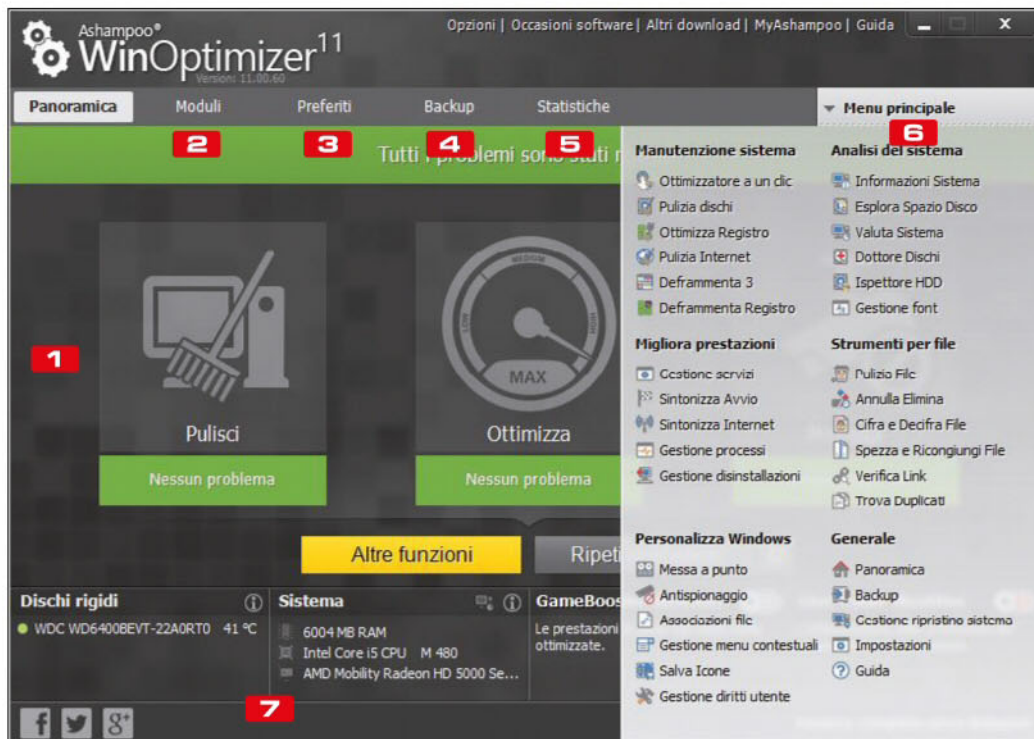 Ashampoo®
WinOptimizer 11
Version: 11.00.60
Opzioni | Occasioni software | Altri download | MyAshampoo | Guida
X
Panoramica
Moduli
Preferiti
Backup
Statistiche
Menu principale
2
3
4
5
6
Tutti i problemi sono stati
Manutenzione sistema
Ottimizzatore a un clic
Pulizia dischi
Ottimizza Registro
Pulizia Internet
Deframmenta 3
Deframmenta Registro
Analisi del sistema
Informazioni Sistema
Esplora Spazio Disco
Valuta Sistema
Dottore Dischi
Ispettore HDD
Gestione font
Migliora prestazioni
Gestione servizi
Sintonizza Avvio
Sintonizza Internet
Gestione processi
Gestione disinstallazioni
Strumenti per file
Pulizia File
Annulla Elimina
Cifra e Decifra File
Spezza e Ricongiungi File
Verifica Link
Trova Duplicati
Personalizza Windows
Messa a punto
Antispionaggio
Associazioni file
Gestione menu contestuali
Salva Icone
Gestione diritti utente
Generale
Panoramica
Backup
Gestione ripristino sistema
Impostazioni
Guida
1
Pulisci
Nessun problema
LOW
MEDIUM
HIGH
MAX
Ottimizza
Nessun problema
Altre funzioni
Ripeti
Dischi rigidi
WDC WD6400BEVT-22A0RT0 41 °C
Sistema
6004 MB RAM
Intel Core i5 CPU M 480
AMD Mobility Radeon HD 5000 Se...
GameBoos
Le prestazioni
ottimizzate.
7
f
g+